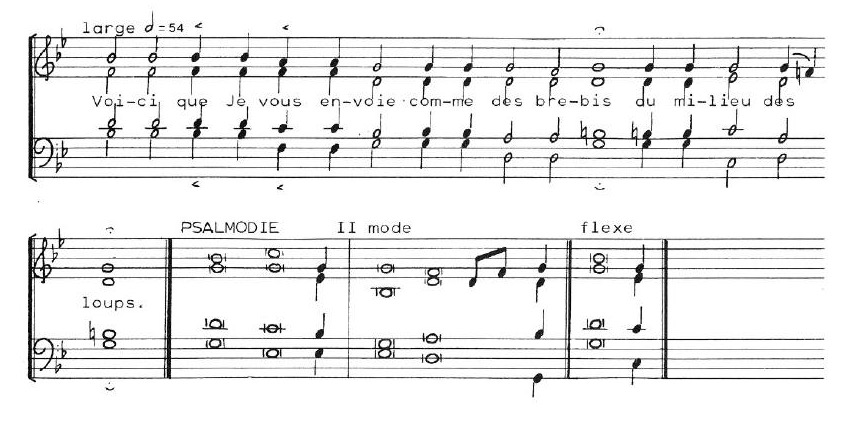 large 𝅗𝅥=54
Voi-ci que Je vous en-voie com-me des bre-bis du mi-lieu des
PSALMODIE II mode flexe
loups.